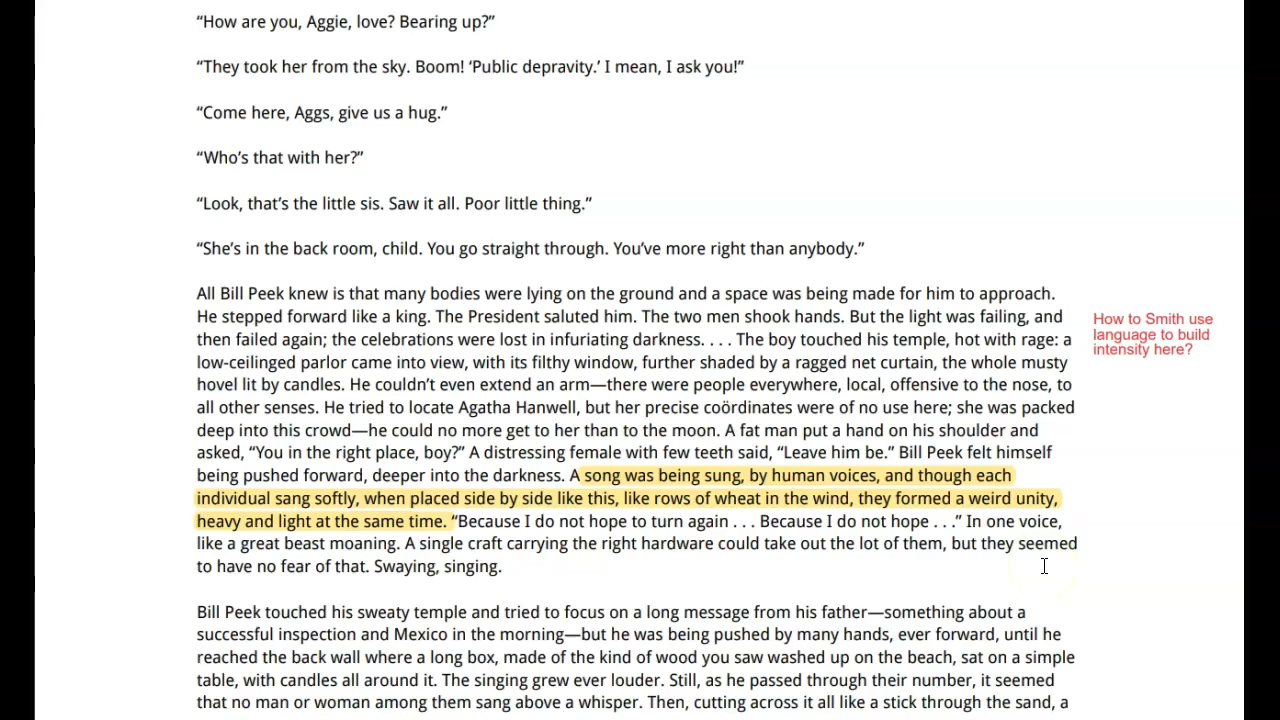 “How are you, Aggie, love? Bearing up?”
“They took her from the sky. Boom! ‘Public depravity.’ I mean, I ask you!”
“Come here, Aggs, give us a hug.”
“Who’s that with her?”
“Look, that’s the little sis. Saw it all. Poor little thing.”
“She’s in the back room, child. You go straight through. You’ve more right than anybody.”
All Bill Peek knew is that many bodies were lying on the ground and a space was being made for him to approach.
He stepped forward like a king. The President saluted him. The two men shook hands. But the light was failing, and
then failed again; the celebrations were lost in infuriating darkness. . . . The boy touched his temple, hot with rage: a
low-ceilinged parlor came into view, with its filthy window, further shaded by a ragged net curtain, the whole musty
hovel lit by candles. He couldn’t even extend an arm—there were people everywhere, local, offensive to the nose, to
all other senses. He tried to locate Agatha Hanwell, but her precise coördinates were of no use here; she was packed
deep into this crowd—he could no more get to her than to the moon. A fat man put a hand on his shoulder and
asked, “You in the right place, boy?” A distressing female with few teeth said, “Leave him be.” Bill Peek felt himself
being pushed forward, deeper into the darkness. A song was being sung, by human voices, and though each
individual sang softly, when placed side by side like this, like rows of wheat in the wind, they formed a weird unity,
heavy and light at the same time. “Because I do not hope to turn again . . . Because I do not hope . . .” In one voice,
like a great beast moaning. A single craft carrying the right hardware could take out the lot of them, but they seemed
to have no fear of that. Swaying, singing.
How to Smith use
language to build
intensity here?
Bill Peek touched his sweaty temple and tried to focus on a long message from his father—something about a
successful inspection and Mexico in the morning—but he was being pushed by many hands, ever forward, until he
reached the back wall where a long box, made of the kind of wood you saw washed up on the beach, sat on a simple
table, with candles all around it. The singing grew ever louder. Still, as he passed through their number, it seemed
that no man or woman among them sang above a whisper. Then, cutting across it all like a stick through the sand, a